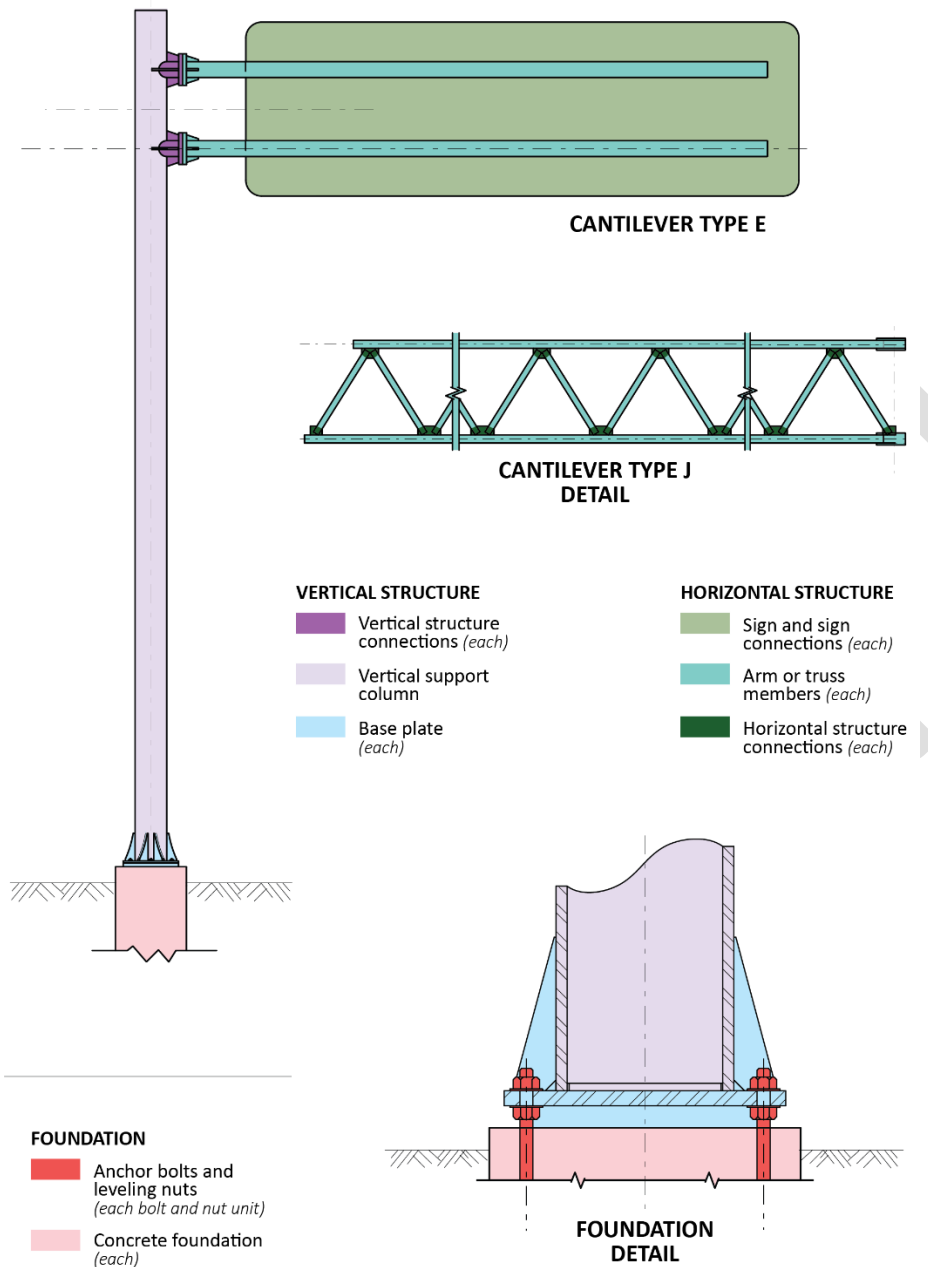 CANTILEVER TYPE E
CANTILEVER TYPE J
DETAIL
VERTICAL STRUCTURE
Vertical structure
connections (each)
Vertical support
column
Base plate
(each)
HORIZONTAL STRUCTURE
Sign and sign
connections (each)
Arm or truss
members (each)
Horizontal structure
connections (each)
FOUNDATION
Anchor bolts and
leveling nuts
(each bolt and nut unit)
Concrete foundation
(each)
FOUNDATION
DETAIL